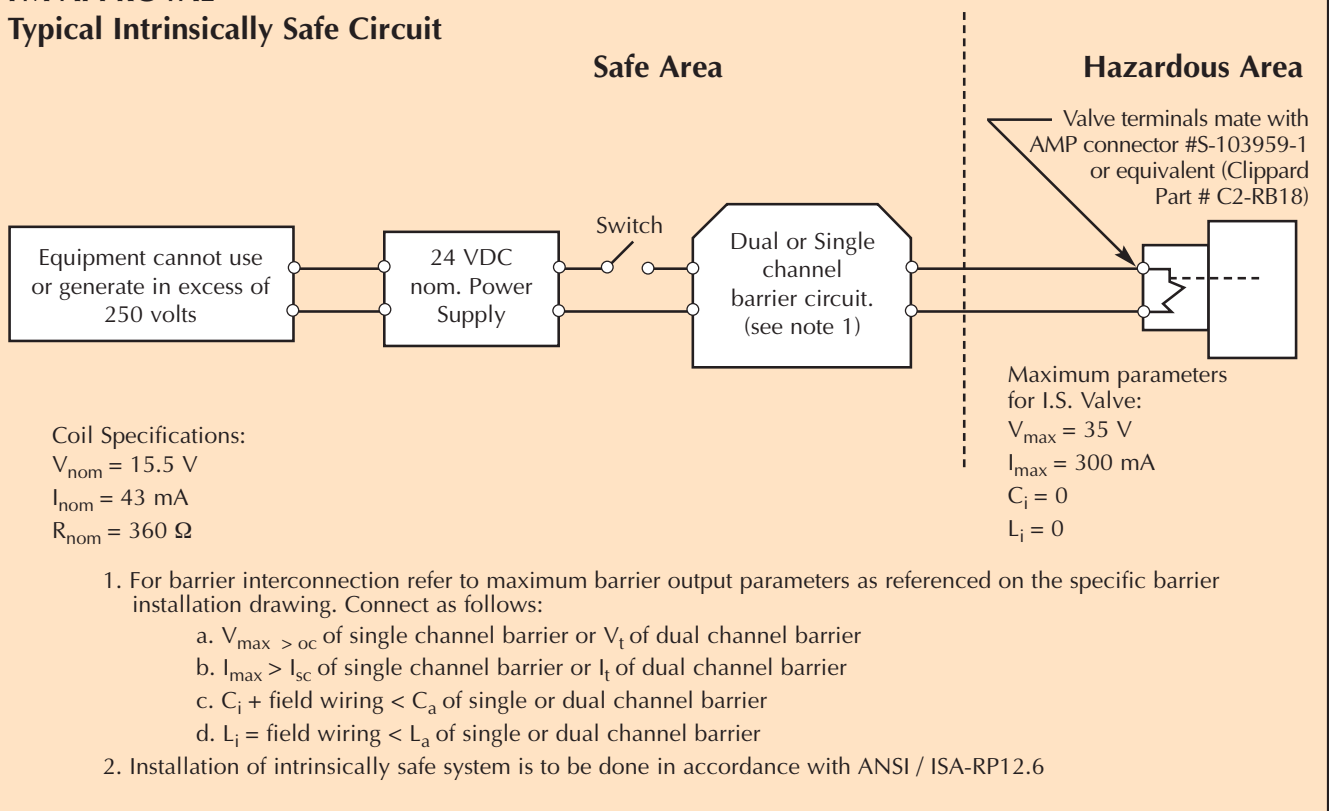 Typical Intrinsically Safe Circuit
Safe Area
Hazardous Area
Valve terminals mate with
AMP connector #S-103959-1
or equivalent (Clippard
Part # C2-RB18)
Equipment cannot use
or generate in excess of
250 volts
24 VDC
nom. Power
Supply
Switch
Dual or Single
channel
barrier circuit.
(see note 1)
Coil Specifications:
Vnom = 15.5 V
Inom = 43 mA
Rnom = 360 Ω
Maximum parameters
for I.S. Valve:
Vmax = 35 V
Imax = 300 mA
Ci = 0
Li = 0
1. For barrier interconnection refer to maximum barrier output parameters as referenced on the specific barrier
installation drawing. Connect as follows:
a. Vmax > oc of single channel barrier or Vt of dual channel barrier
b. Imax > Isc of single channel barrier or It of dual channel barrier
c. Ci + field wiring < Ca of single or dual channel barrier
d. Li = field wiring < La of single or dual channel barrier
2. Installation of intrinsically safe system is to be done in accordance with ANSI / ISA-RP12.6